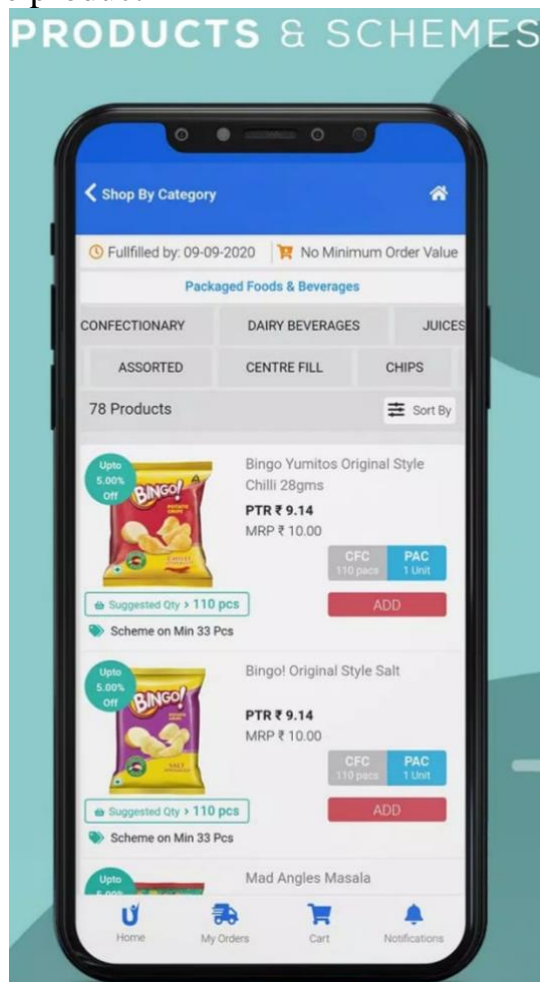 PRODUCTS & SCHEMES
Shop By Category
Fullfilled by: 09-09-2020 No Minimum Order Value
Packaged Foods & Beverages
CONFECTIONARY DAIRY BEVERAGES JUICES
ASSORTED CENTRE FILL CHIPS
78 Products Sort By
Upto
5.00%
Off
BINGO!
Bingo Yumitos Original Style
Chilli 28gms
PTR ₹ 9.14
MRP ₹ 10.00
CFC PAC
110 pacs 1 Unit
Suggested Qty > 110 pcs
ADD
Scheme on Min 33 Pcs
Upto
5.00%
Off
BINGO!
SALT
Bingo! Original Style Salt
PTR ₹ 9.14
MRP ₹ 10.00
CFC PAC
110 pacs 1 Unit
Suggested Qty > 110 pcs
ADD
Scheme on Min 33 Pcs
Upto
Mad Angles Masala
Home My Orders Cart Notifications